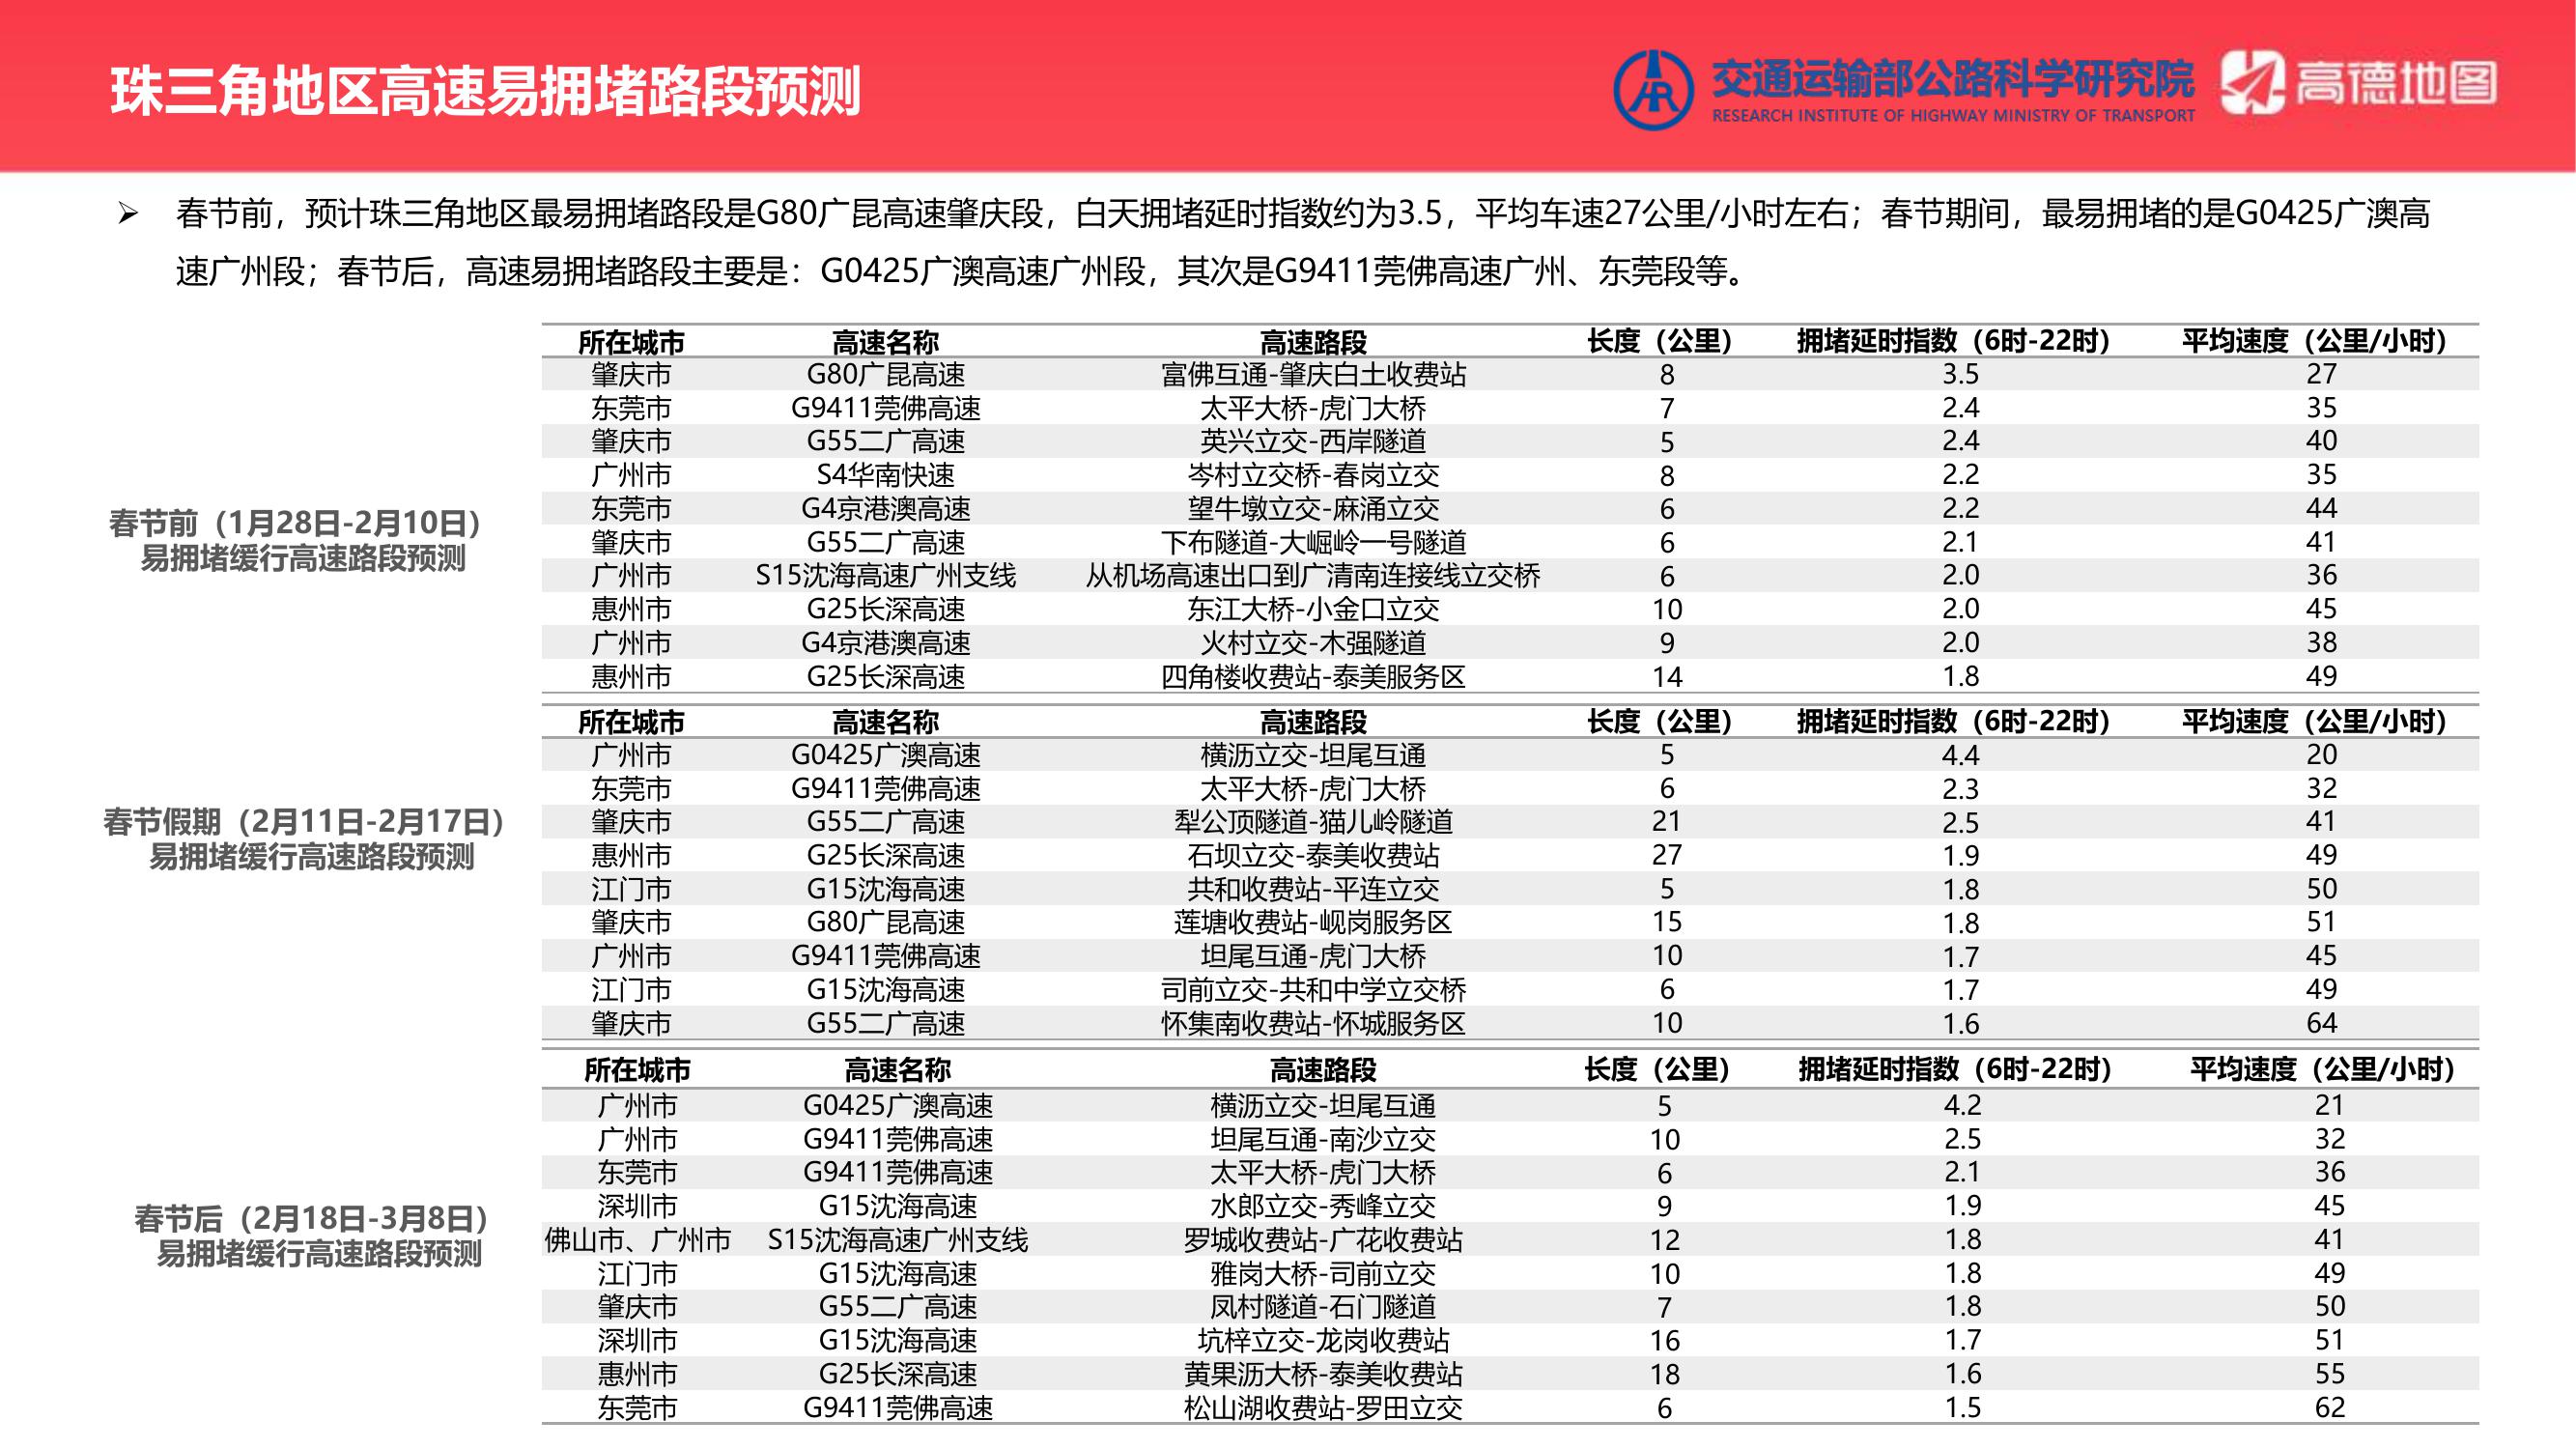 珠三角地区高速易拥堵路段预测
交通运输部公路科学研究院
RESEARCH INSTITUTE OF HIGHWAY MINISTRY OF TRANSPORT
高德地图
➢ 春节前，预计珠三角地区最易拥堵路段是G80广昆高速肇庆段，白天拥堵延时指数约为3.5，平均车速27公里/小时左右；春节期间，最易拥堵的是G0425广澳高
速广州段；春节后，高速易拥堵路段主要是：G0425广澳高速广州段，其次是G9411莞佛高速广州、东莞段等。
春节前（1月28日-2月10日）
易拥堵缓行高速路段预测
所在城市 高速名称 高速路段 长度（公里） 拥堵延时指数（6时-22时） 平均速度（公里/小时）
肇庆市 G80广昆高速 富佛互通-肇庆白土收费站 8 3.5 27
东莞市 G9411莞佛高速 太平大桥-虎门大桥 7 2.4 35
肇庆市 G55二广高速 英兴立交-西岸隧道 5 2.4 40
广州市 S4华南快速 岑村立交桥-春岗立交 8 2.2 35
东莞市 G4京港澳高速 望牛墩立交-麻涌立交 6 2.2 44
肇庆市 G55二广高速 下布隧道-大崛岭一号隧道 6 2.1 41
广州市 S15沈海高速广州支线 从机场高速出口到广清南连接线立交桥 6 2.0 36
惠州市 G25长深高速 东江大桥-小金口立交 10 2.0 45
广州市 G4京港澳高速 火村立交-木强隧道 9 2.0 38
惠州市 G25长深高速 四角楼收费站-泰美服务区 14 1.8 49
春节假期（2月11日-2月17日）
易拥堵缓行高速路段预测
所在城市 高速名称 高速路段 长度（公里） 拥堵延时指数（6时-22时） 平均速度（公里/小时）
广州市 G0425广澳高速 横沥立交-坦尾互通 5 4.4 20
东莞市 G9411莞佛高速 太平大桥-虎门大桥 6 2.3 32
肇庆市 G55二广高速 犁公顶隧道-猫儿岭隧道 21 2.5 41
惠州市 G25长深高速 石坝立交-泰美收费站 27 1.9 49
江门市 G15沈海高速 共和收费站-平连立交 5 1.8 50
肇庆市 G80广昆高速 莲塘收费站-岘岗服务区 15 1.8 51
广州市 G9411莞佛高速 坦尾互通-虎门大桥 10 1.7 45
江门市 G15沈海高速 司前立交-共和中学立交桥 6 1.7 49
肇庆市 G55二广高速 怀集南收费站-怀城服务区 10 1.6 64
春节后（2月18日-3月8日）
易拥堵缓行高速路段预测
所在城市 高速名称 高速路段 长度（公里） 拥堵延时指数（6时-22时） 平均速度（公里/小时）
广州市 G0425广澳高速 横沥立交-坦尾互通 5 4.2 21
广州市 G9411莞佛高速 坦尾互通-南沙立交 10 2.5 32
东莞市 G9411莞佛高速 太平大桥-虎门大桥 6 2.1 36
深圳市 G15沈海高速 水郎立交-秀峰立交 9 1.9 45
佛山市、广州市 S15沈海高速广州支线 罗城收费站-广花收费站 12 1.8 41
江门市 G15沈海高速 雅岗大桥-司前立交 10 1.8 49
肇庆市 G55二广高速 凤村隧道-石门隧道 7 1.8 50
深圳市 G15沈海高速 坑梓立交-龙岗收费站 16 1.7 51
惠州市 G25长深高速 黄果沥大桥-泰美收费站 18 1.6 55
东莞市 G9411莞佛高速 松山湖收费站-罗田立交 6 1.5 62